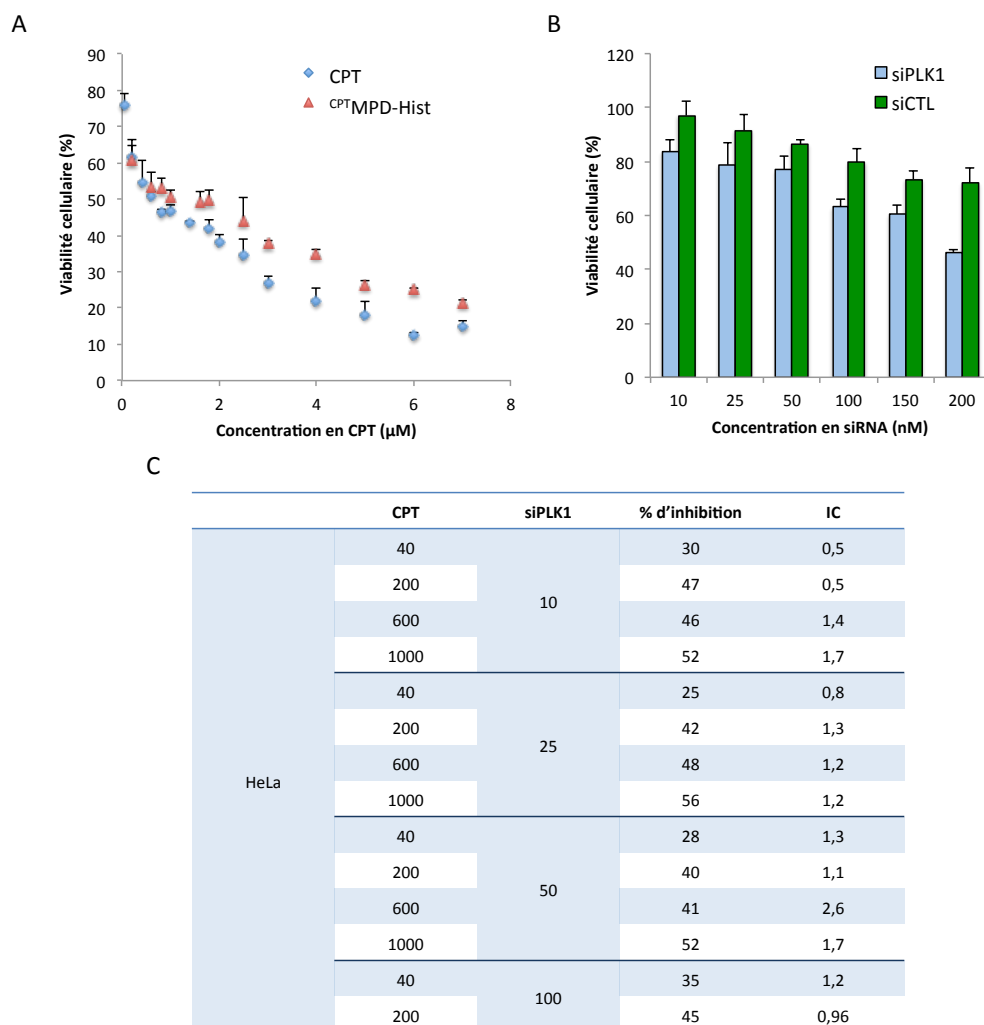 A
Viabilité cellulaire (%)
90
80
70
60
50
40
30
20
10
0
0 2 4 6 8
Concentration en CPT (µM)
CPT
CPTMPD-Hist
B
Viabilité cellulaire (%)
120
100
80
60
40
20
0
10 25 50 100 150 200
Concentration en siRNA (nM)
siPLK1
siCTL
C
CPT siPLK1 % d'inhibition IC
HeLa
10
40 30 0,5
200 47 0,5
600 46 1,4
1000 52 1,7
25
40 25 0,8
200 42 1,3
600 48 1,2
1000 56 1,2
50
40 28 1,3
200 40 1,1
600 41 2,6
1000 52 1,7
100
40 35 1,2
200 45 0,96